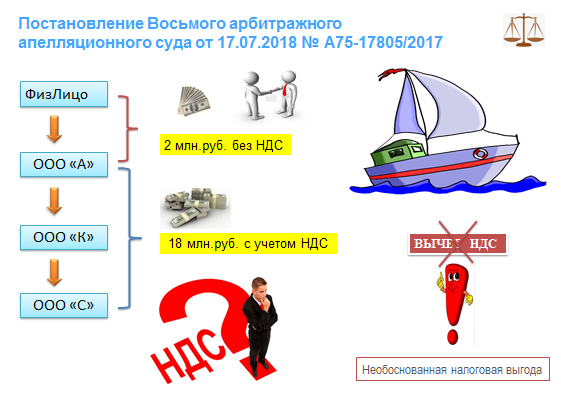 Постановление Восьмого арбитражного
апелляционного суда от 17.07.2018 № А75-17805/2017
ФизЛицо
ООО «А»
2 млн.руб. без НДС
ООО «К»
18 млн.руб. с учетом НДС
ООО «С»
ВЫЧЕТ НДС
НДС
Необоснованная налоговая выгода